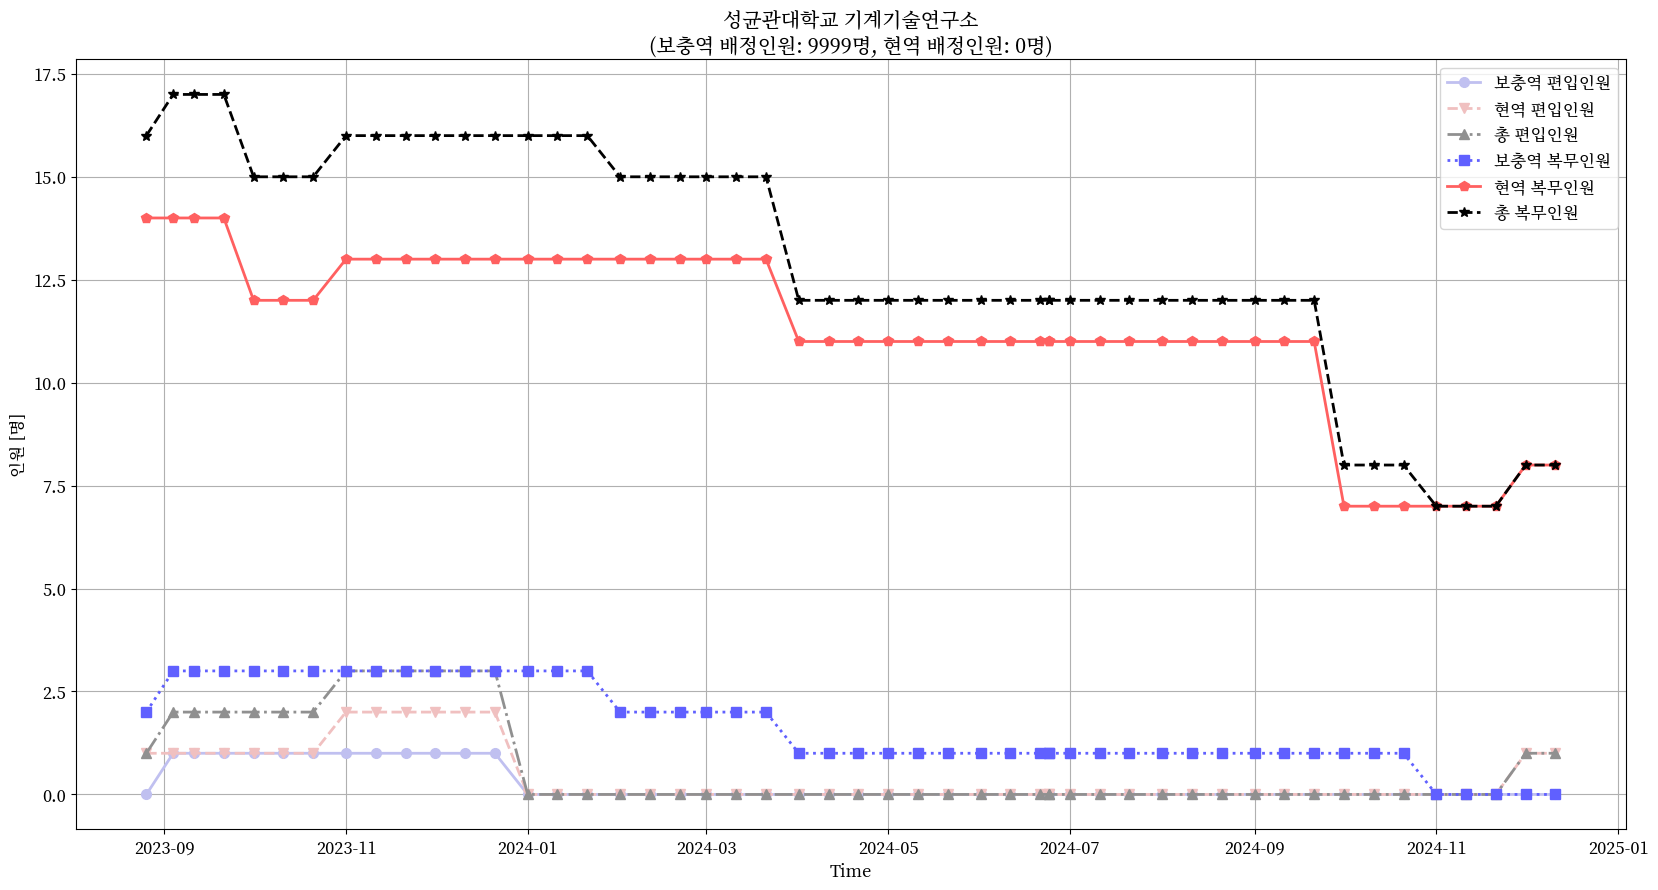 성균관대학교 기계기술연구소
(보충역 배정인원: 9999명, 현역 배정인원: 0명)
17.5
15.0
12.5
10.0
7.5
5.0
2.5
0.0
인원 [명]
보충역 편입인원
현역 편입인원
총 편입인원
보충역 복무인원
현역 복무인원
총 복무인원
2023-09
2023-11
2024-01
2024-03
2024-05
2024-07
2024-09
2024-11
2025-01
Time